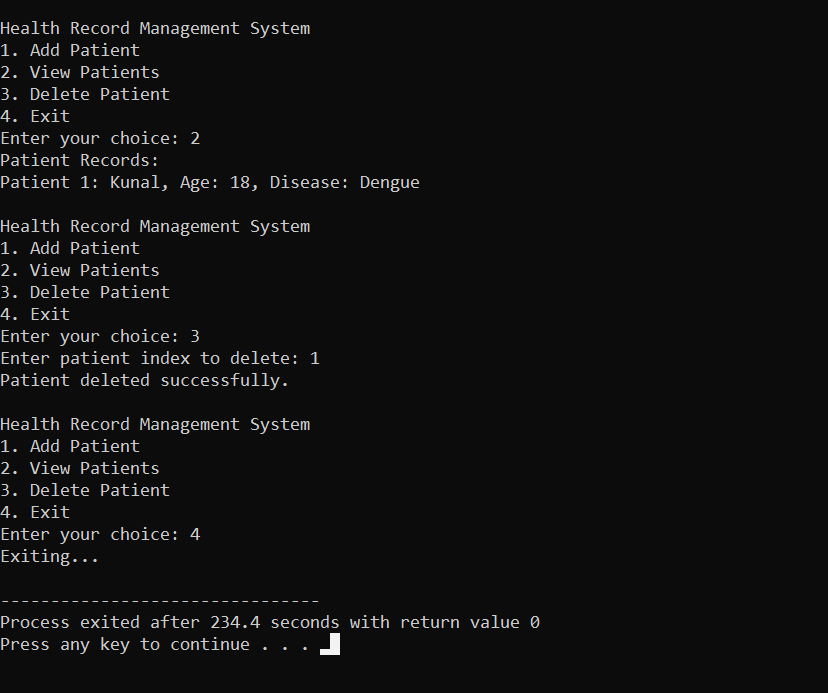 Health Record Management System
1. Add Patient
2. View Patients
3. Delete Patient
4. Exit
Enter your choice: 2
Patient Records:
Patient 1: Kunal, Age: 18, Disease: Dengue
Health Record Management System
1. Add Patient
2. View Patients
3. Delete Patient
4. Exit
Enter your choice: 3
Enter patient index to delete: 1
Patient deleted successfully.
Health Record Management System
1. Add Patient
2. View Patients
3. Delete Patient
4. Exit
Enter your choice: 4
Exiting...
--------------------------------
Process exited after 234.4 seconds with return value 0
Press any key to continue . . .